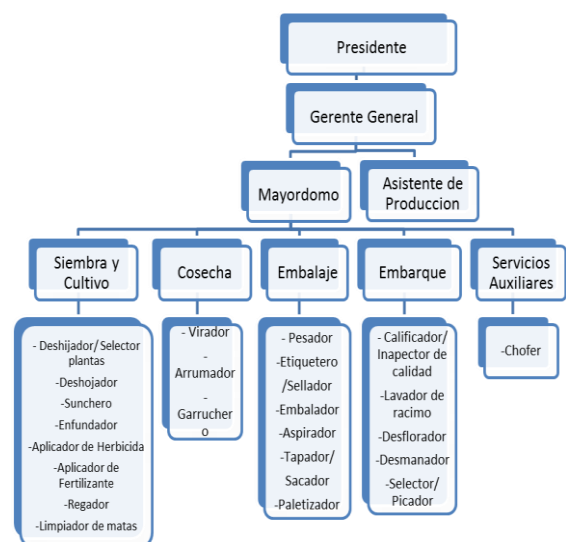 Presidente
Gerente General
Mayordomo
Asistente de
Produccion
Siembra y
Cultivo
Cosecha
Embalaje
Embarque
Servicios
Auxiliares
- Deshijador/ Selector
plantas
-Deshojador
-Sunchero
-Enfundador
-Aplicador de Herbicida
-Aplicador de
Fertilizante
-Regador
-Limpiador de matas
- Virador
-
Arrumador
-
Garrucher
o
- Pesador
-Etiquetero
/Sellador
-Embalador
-Aspirador
-Tapador/
Sacador
-Paletizador
- Calificador/
Inapector de
calidad
-Lavador de
racimo
-Desflorador
-Desmanador
-Selector/
Picador
-Chofer